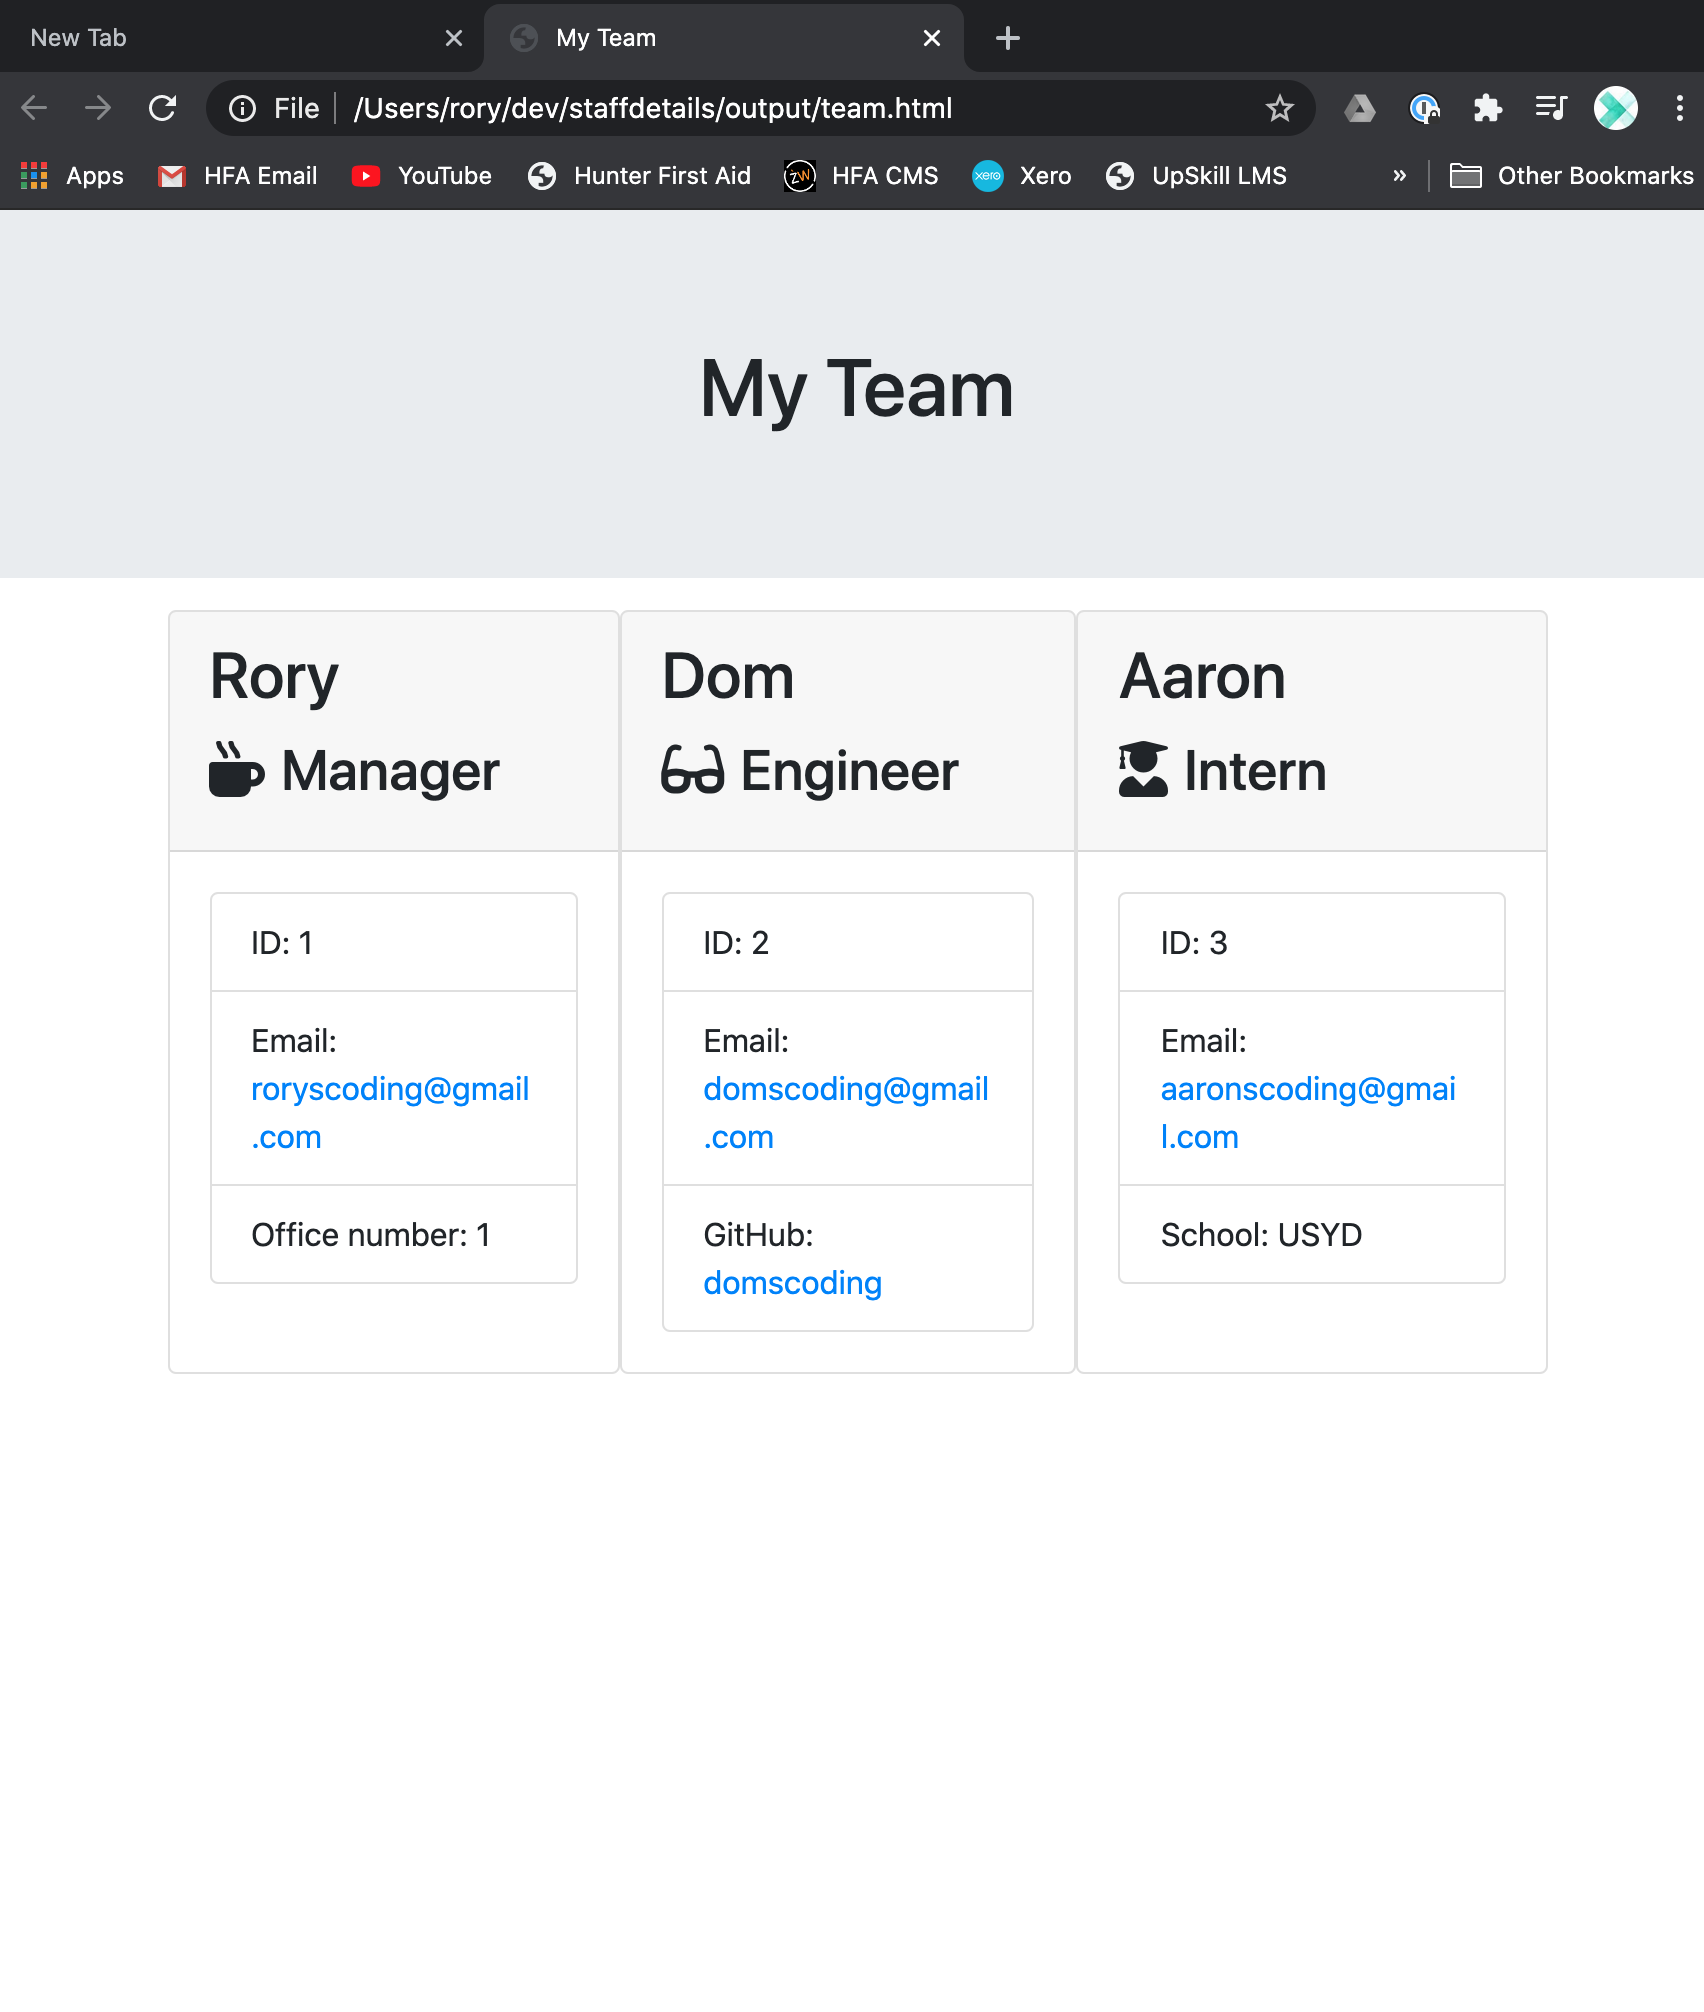 New Tab
My Team
File
/Users/rory/dev/staffdetails/output/team.html
Apps
HFA Email
YouTube
Hunter First Aid
ZW
HFA CMS
xero
Xero
UpSkill LMS
»
Other Bookmarks
My Team
Rory
Manager
ID: 1
Email:
roryscoding@gmail
.com
Office number: 1
Dom
Engineer
ID: 2
Email:
domscoding@gmail
.com
GitHub:
domscoding
Aaron
Intern
ID: 3
Email:
aaronscoding@gmai
l.com
School: USYD